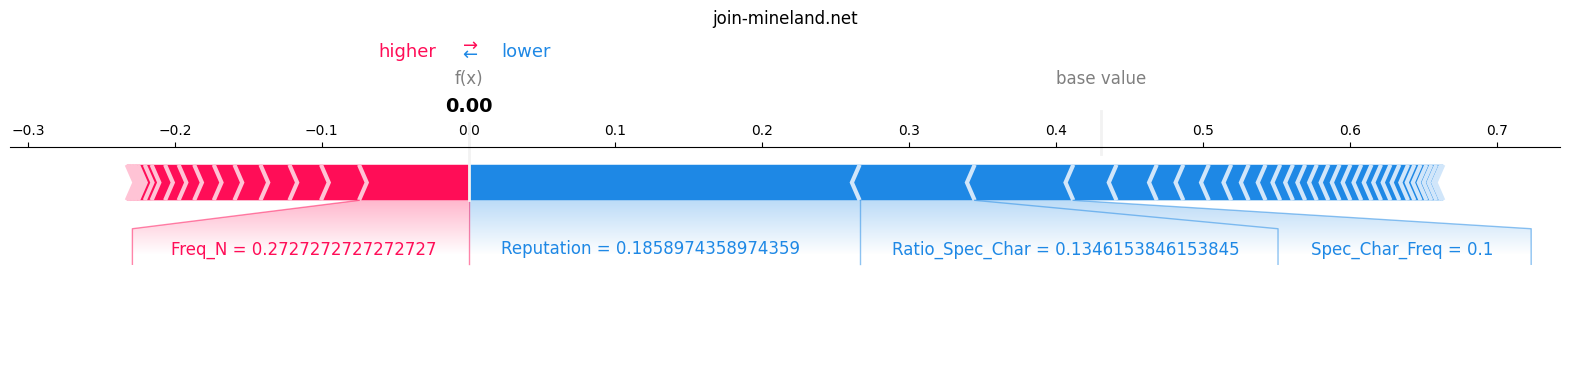 join-mineland.net
higher ⇄ lower
f(x) base value
0.00
−0.3 −0.2 −0.1 0.0 0.1 0.2 0.3 0.4 0.5 0.6 0.7
Freq_N = 0.2727272727272727 Reputation = 0.1858974358974359 Ratio_Spec_Char = 0.1346153846153845 Spec_Char_Freq = 0.1